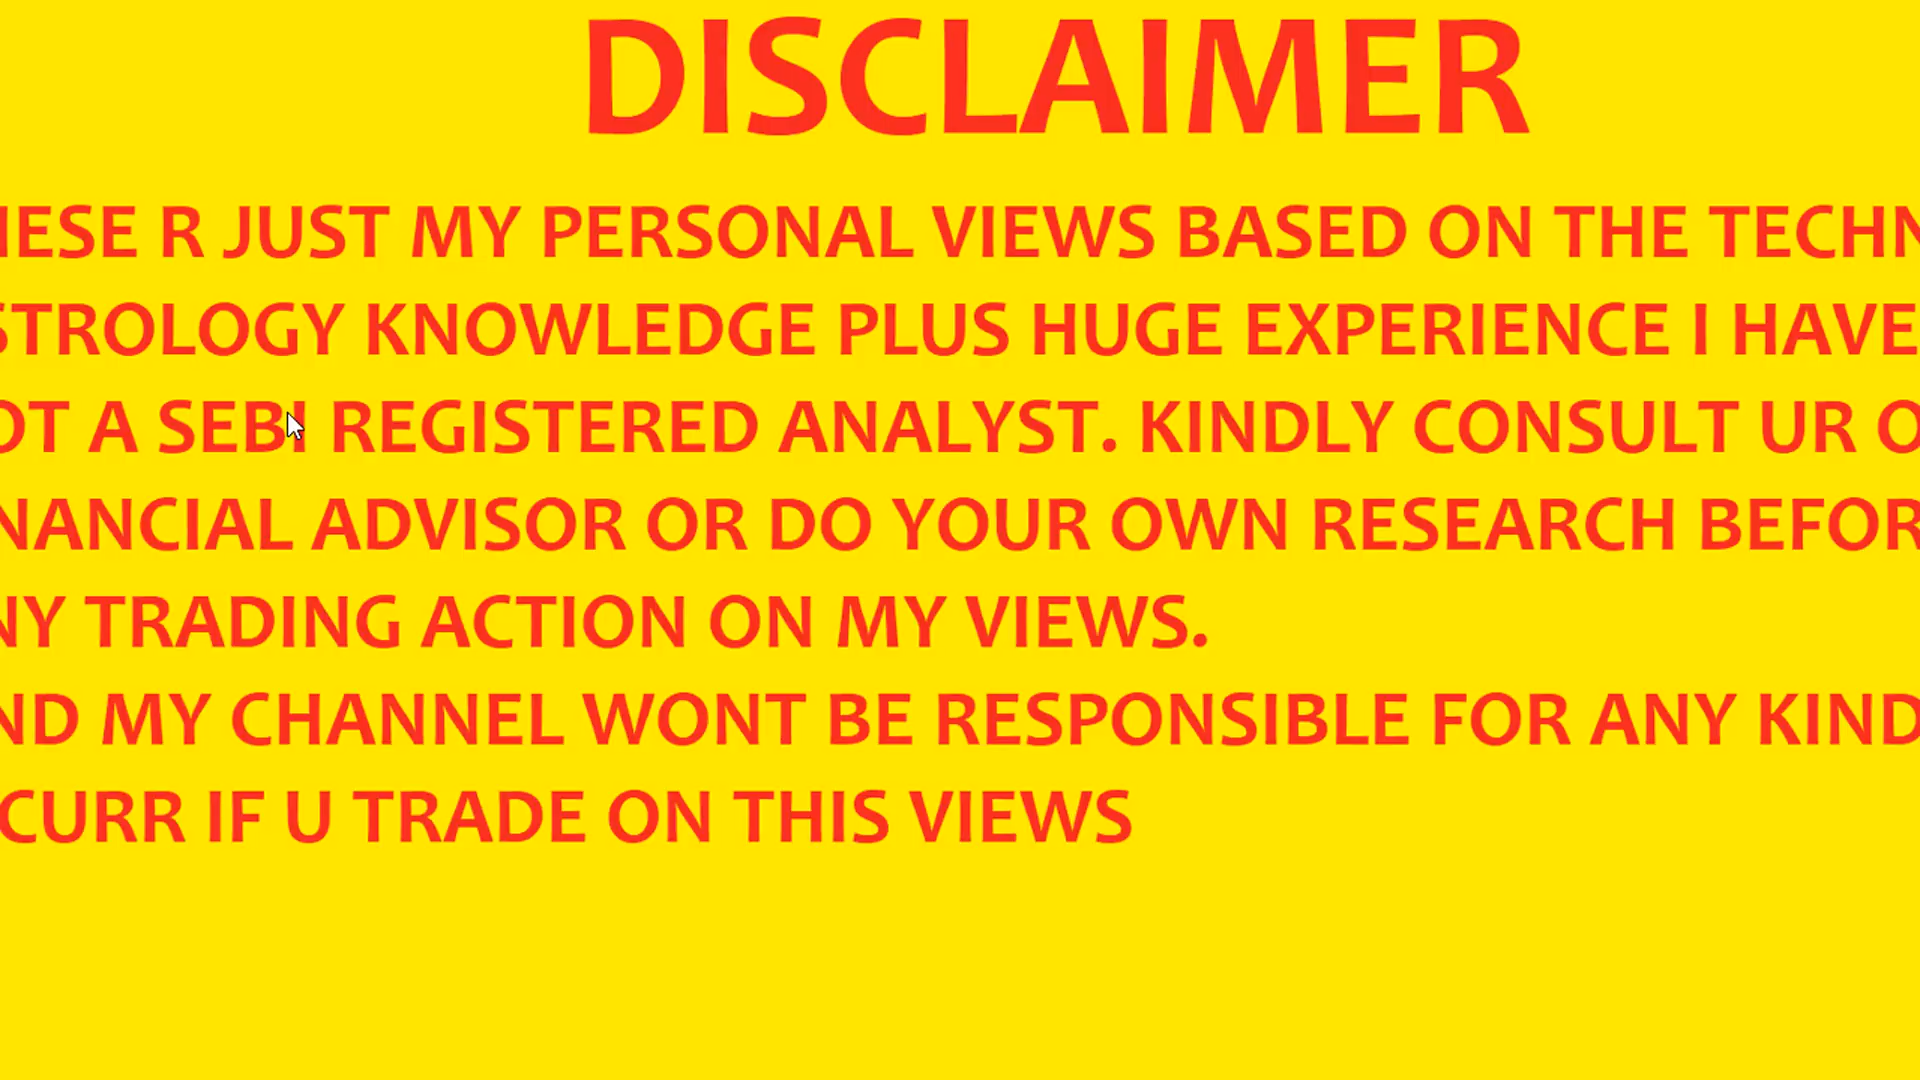 DISCLAIMER
HESE R JUST MY PERSONAL VIEWS BASED ON THE TECHN
STROLOGY KNOWLEDGE PLUS HUGE EXPERIENCE I HAVE
OT A SEBI REGISTERED ANALYST. KINDLY CONSULT UR O
NANCIAL ADVISOR OR DO YOUR OWN RESEARCH BEFOR
NY TRADING ACTION ON MY VIEWS.
ND MY CHANNEL WONT BE RESPONSIBLE FOR ANY KIND
CURR IF U TRADE ON THIS VIEWS